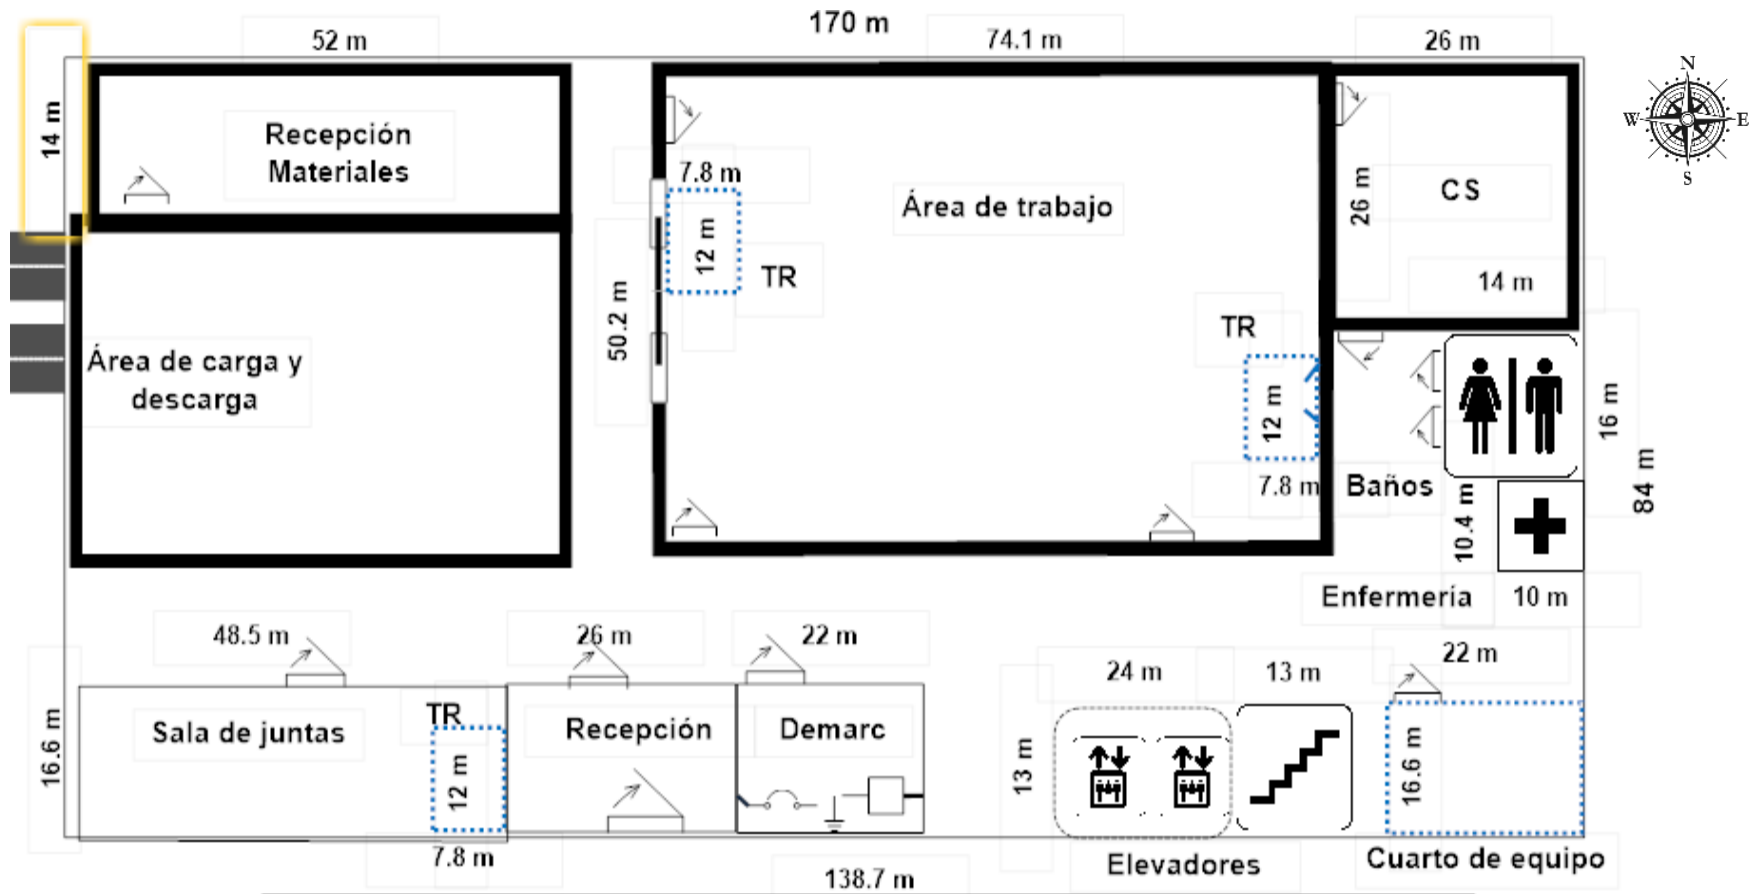 170 m
52 m
74.1 m
26 m
N
W
E
S
14 m
Recepción
Materiales
7.8 m
12 m
TR
Área de trabajo
26 m
CS
14 m
50.2 m
TR
12 m
7.8 m
Área de carga y
descarga
16 m
84 m
Baños
10.4 m
Enfermería
10 m
48.5 m
26 m
22 m
24 m
13 m
22 m
16.6 m
Sala de juntas
TR
12 m
7.8 m
Recepción
Demarc
13 m
16.6 m
Elevadores
Cuarto de equipo
138.7 m